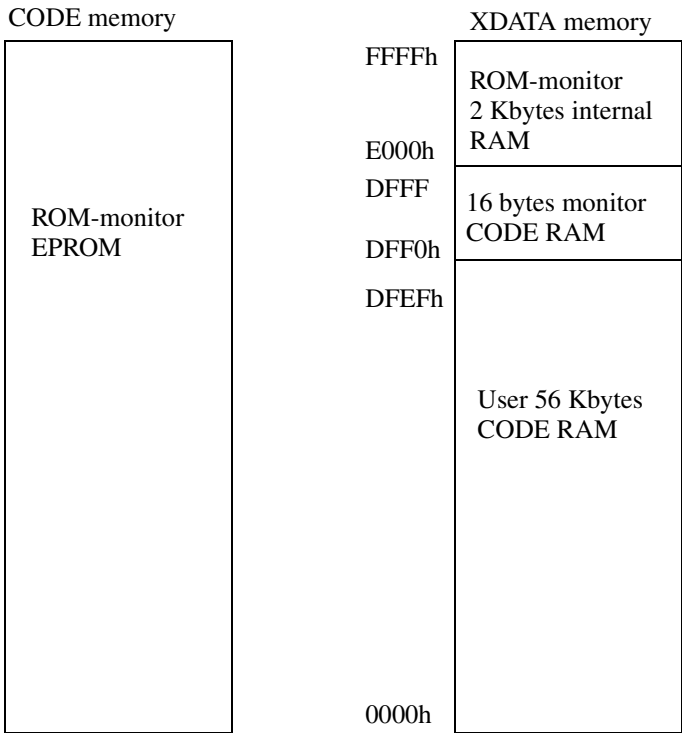 CODE memory
ROM-monitor
EPROM
XDATA memory
FFFFh
ROM-monitor
2 Kbytes internal
RAM
E000h
DFFF
16 bytes monitor
CODE RAM
DFF0h
DFEFh
User 56 Kbytes
CODE RAM
0000h